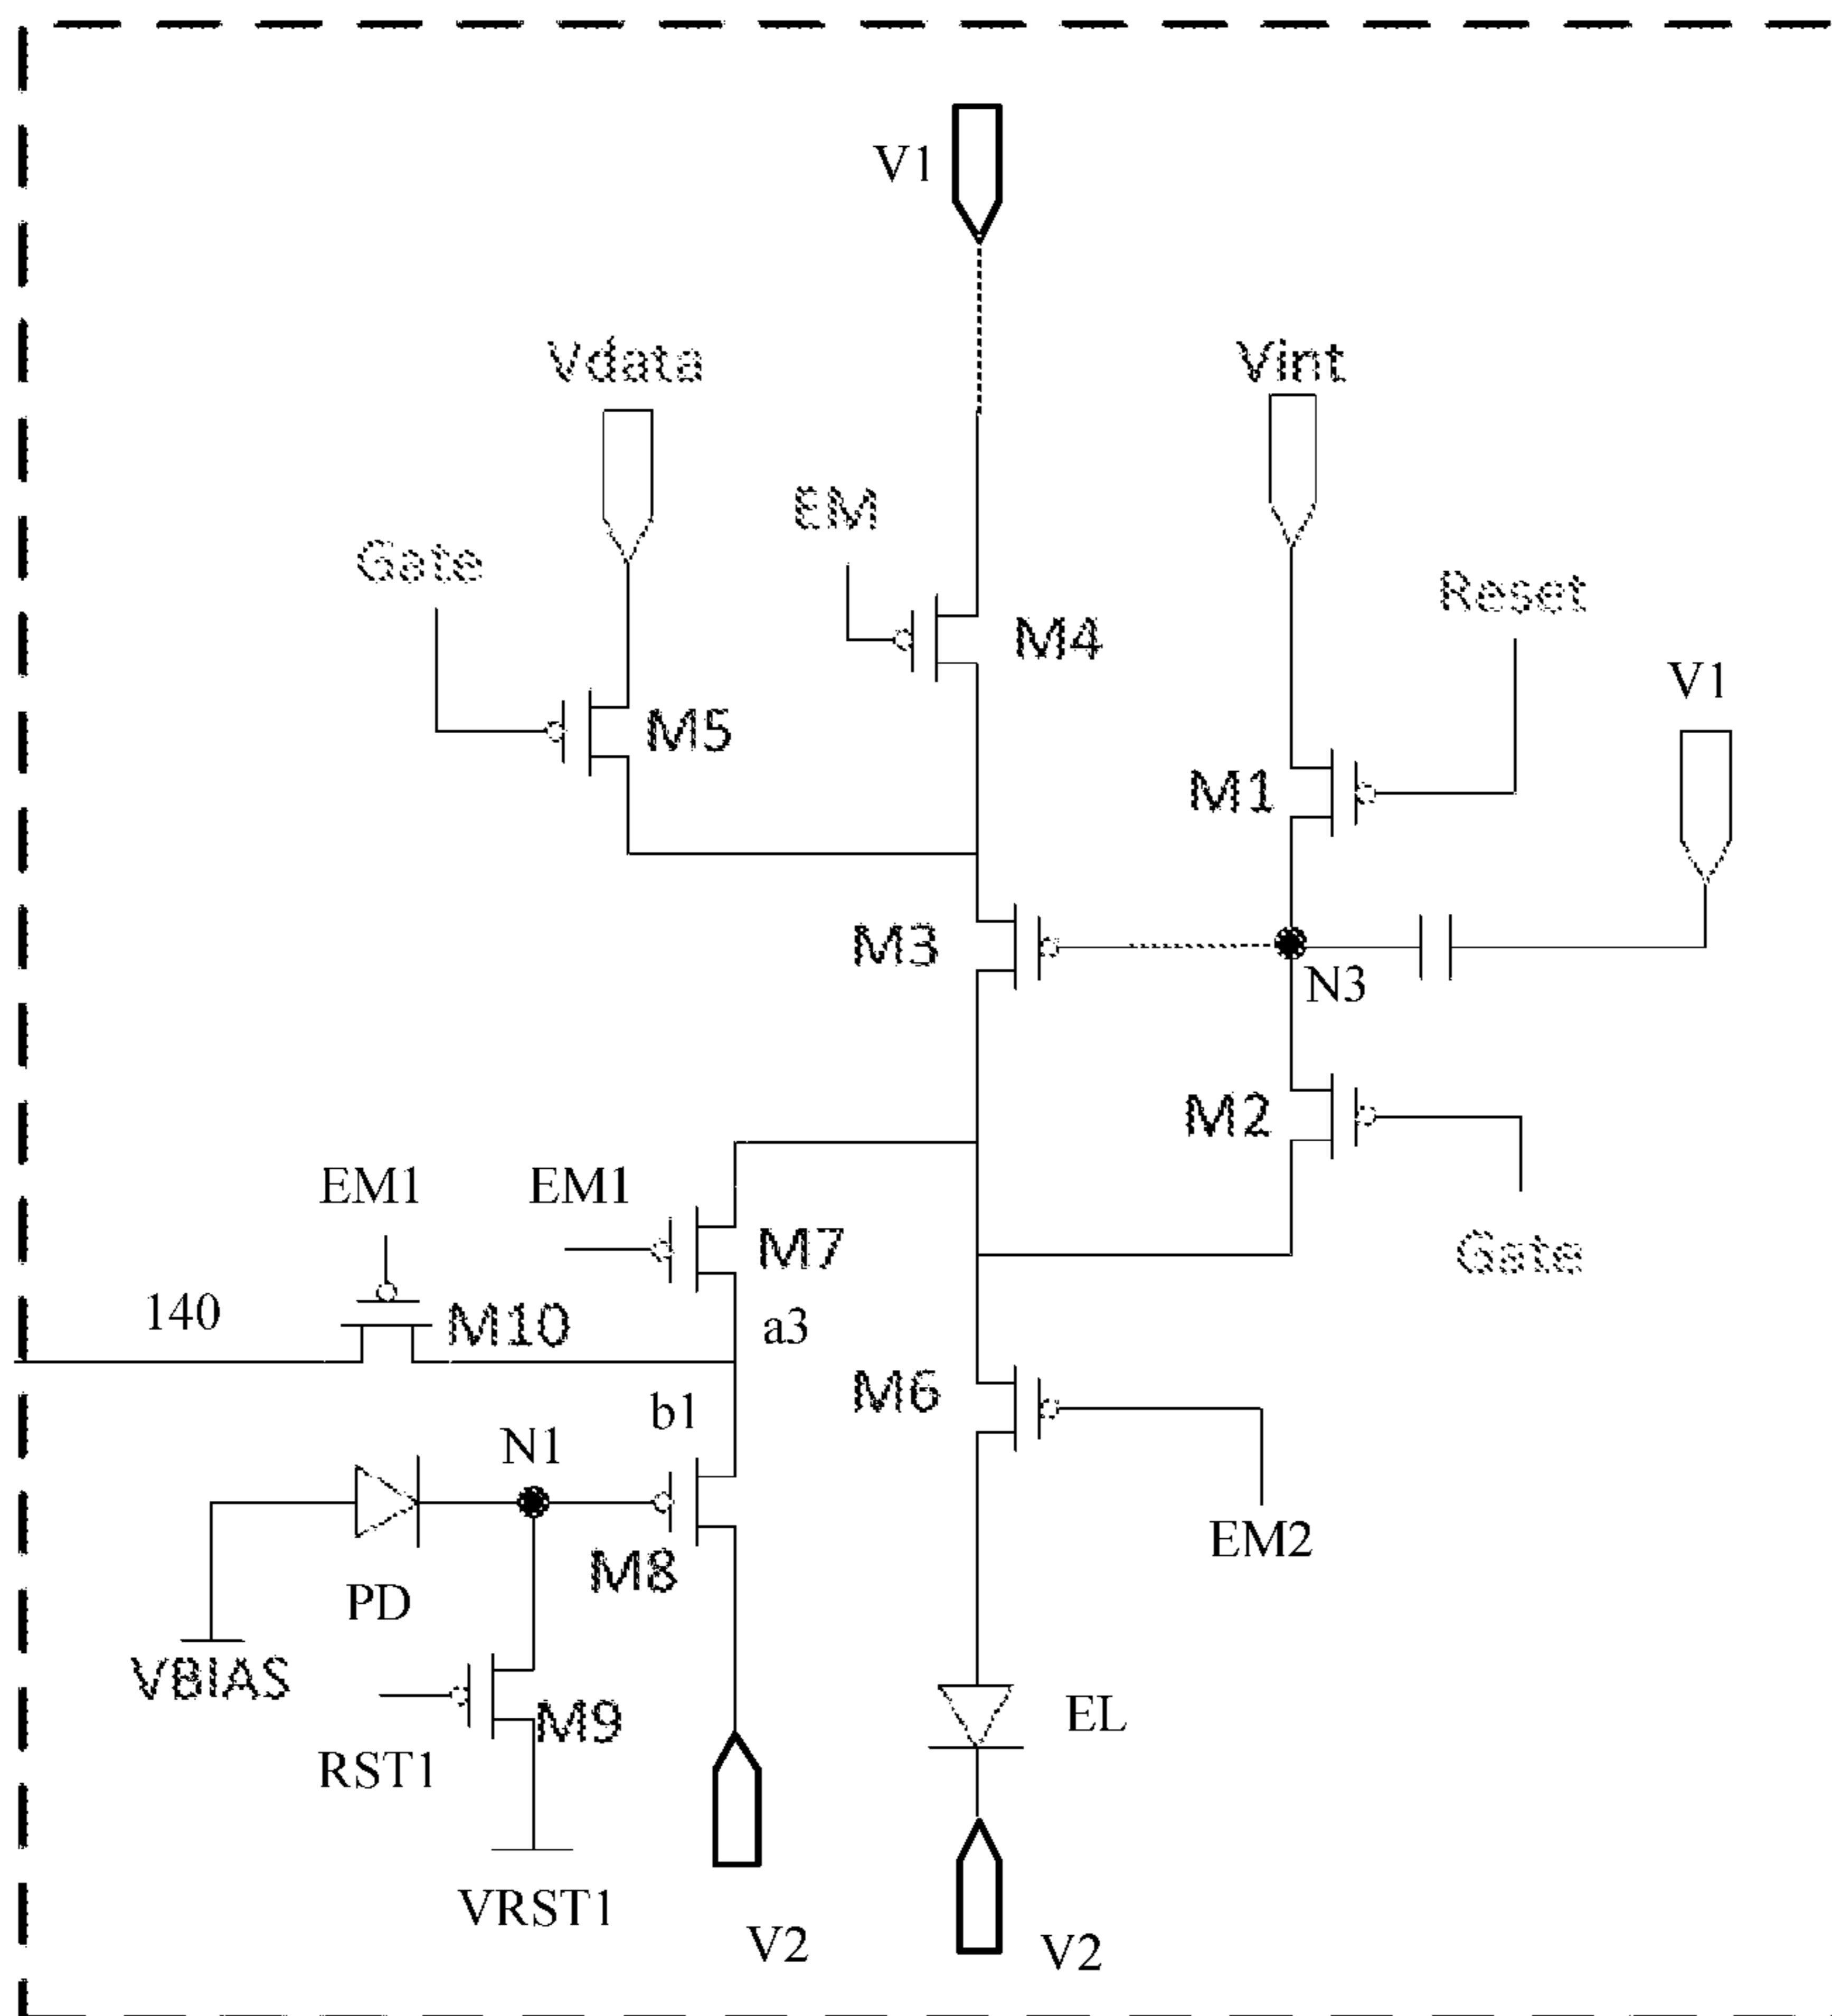 V1
Vdata
Vint
EM
Gate
Reset
M4
V1
M5
M1
M3
N3
M2
EM1
EM1
M7
Gate
140
M10
a3
M6
b1
N1
EM2
M8
PD
VBIAS
M9
EL
RST1
VRST1
V2
V2